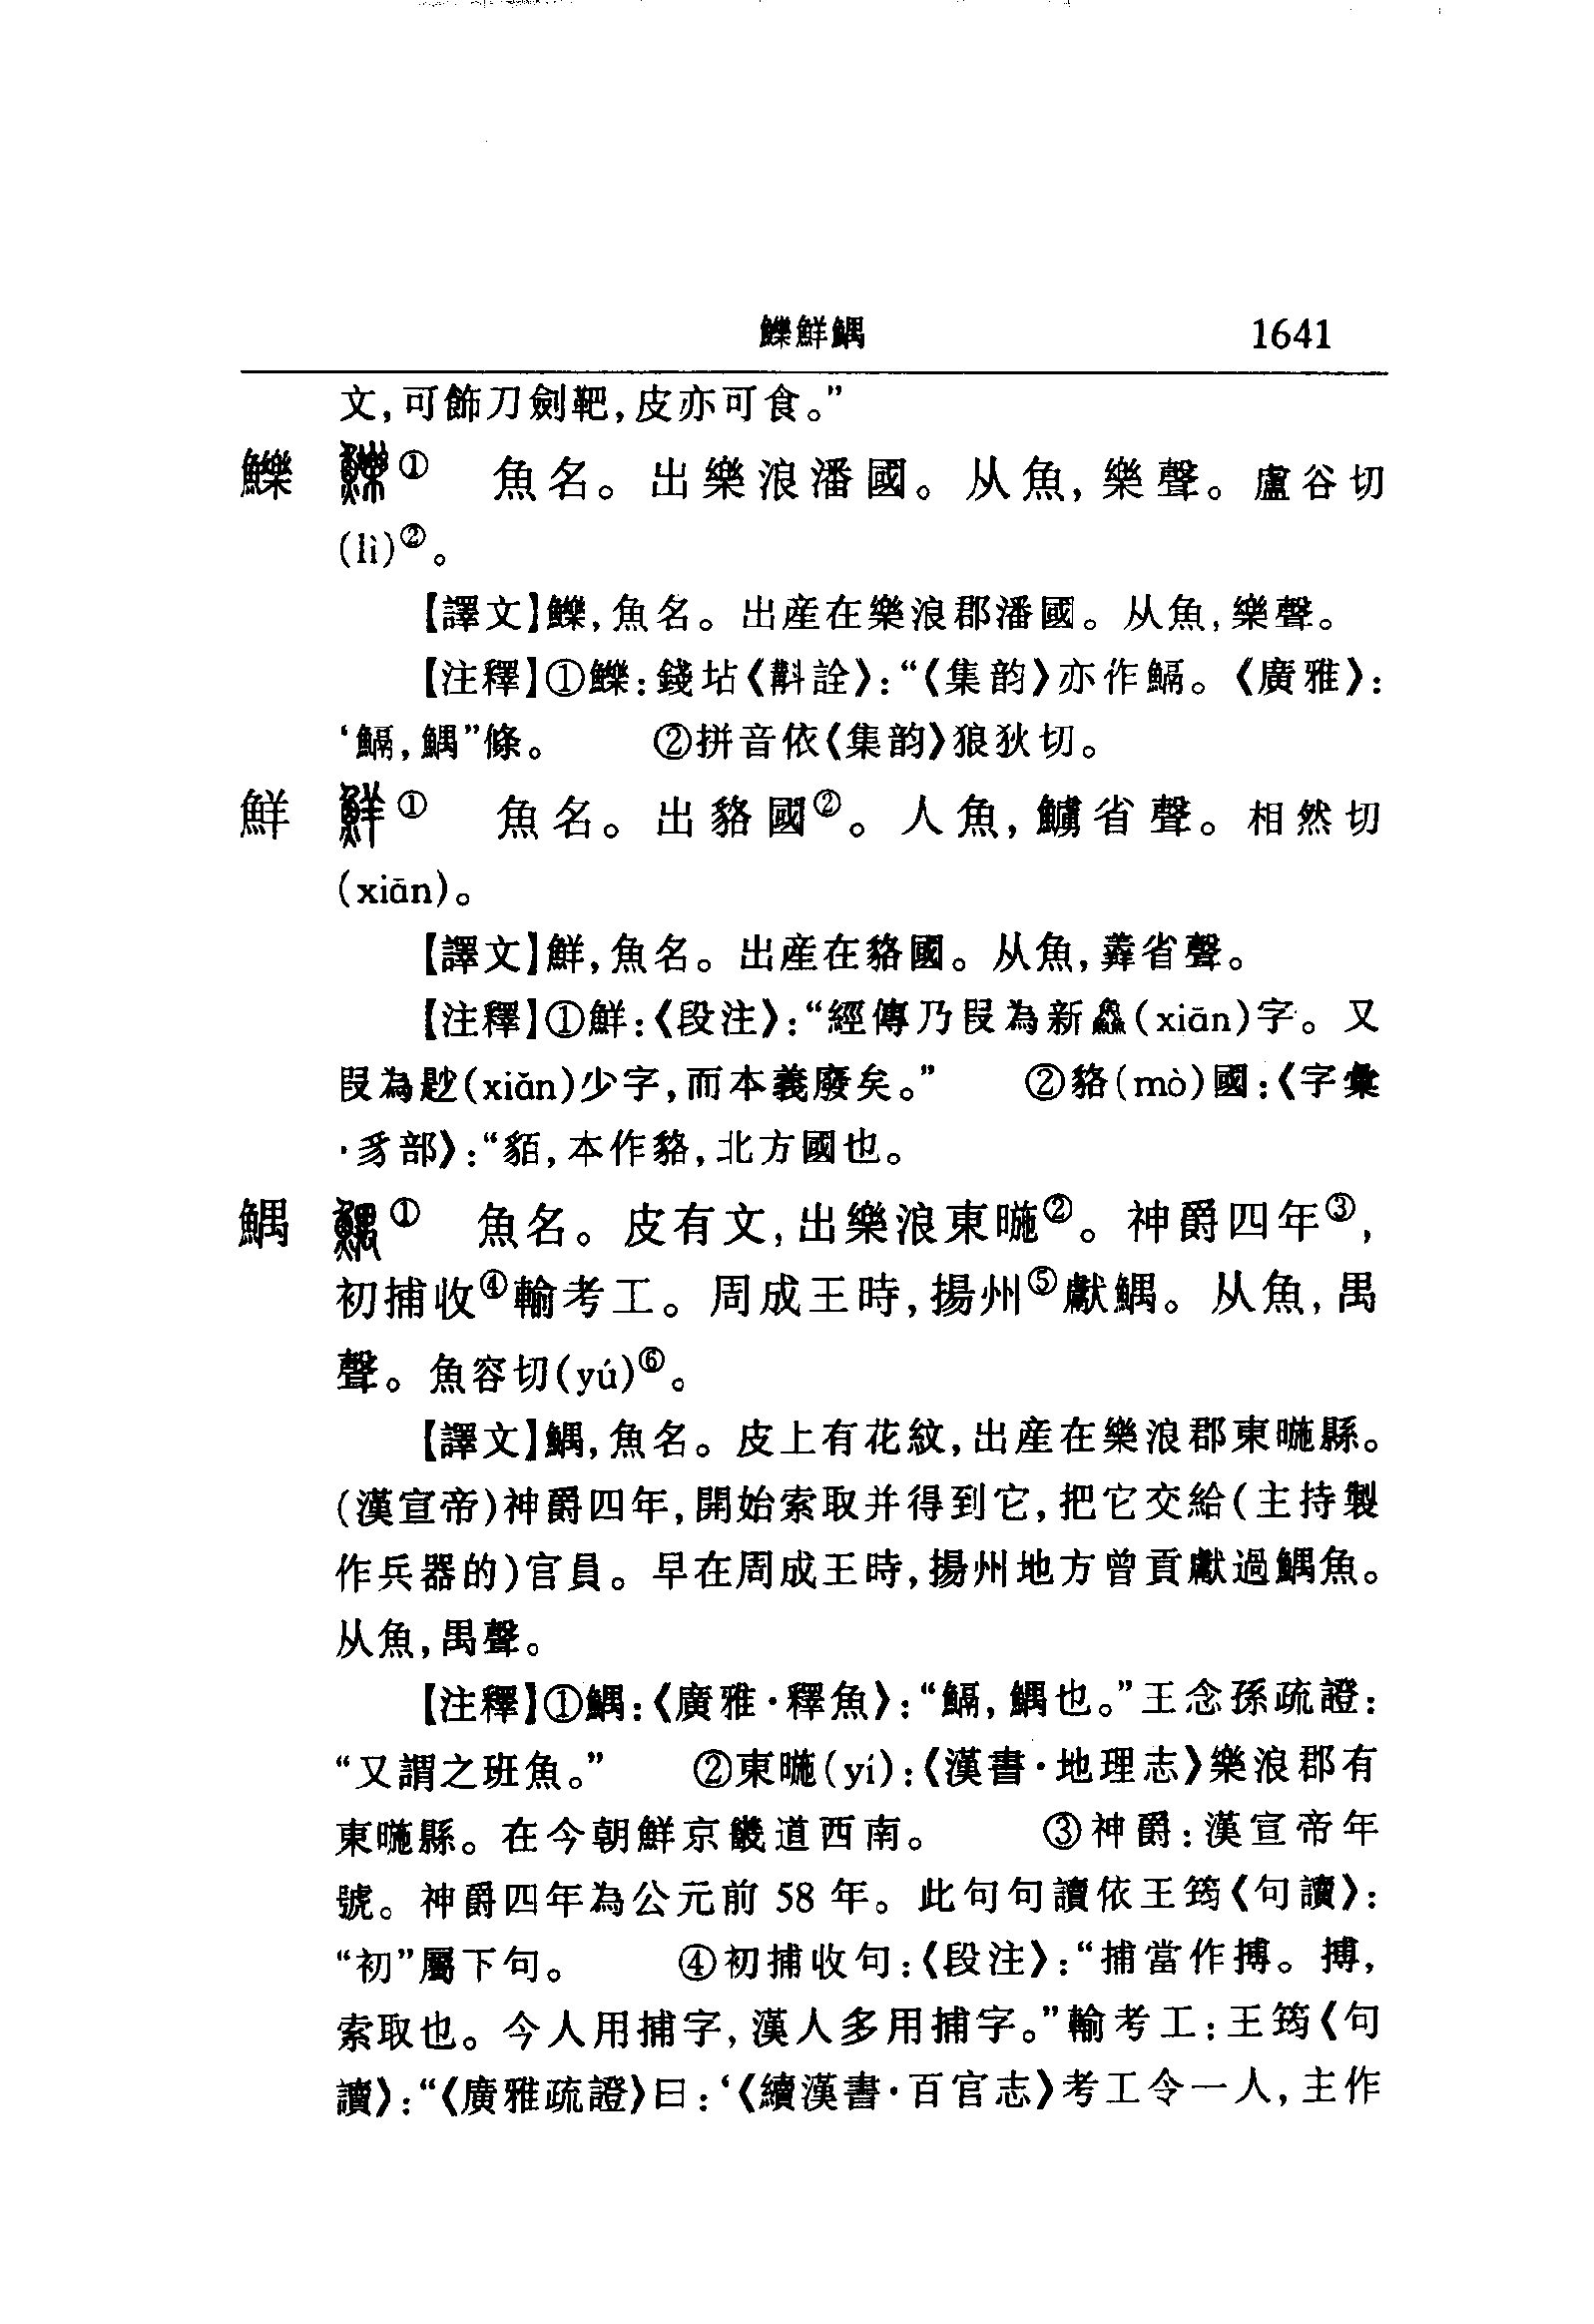 鱳鮮鰅 1641
文,可飾刀劍靶,皮亦可食。”
鱳 鱳① 魚名。出樂浪潘國。从魚,樂聲。盧谷切
(lì)②。
【譯文】鱳,魚名。出産在樂浪郡潘國。从魚,樂聲。
【注釋】①鱳:錢坫《斠詮》:“《集韵》亦作䱶。《廣雅》:
‘䱶,鰅”條。 ②拼音依《集韵》狼狄切。
鮮 鮮① 魚名。出貉國②。人魚,鱻省聲。相然切
(xiān)。
【譯文】鮮,魚名。出産在貉國。从魚,羴省聲。
【注釋】①鮮:《段注》:“經傳乃叚為新鱻(xiān)字。又
叚為尟(xiǎn)少字,而本義廢矣。” ②貉(mò)國:《字彙
·豸部》:“貊,本作貉,北方國也。
鰅 鰅① 魚名。皮有文,出樂浪東暆②。神爵四年③,
初捕收④輸考工。周成王時,揚州⑤獻鰅。从魚,禺
聲。魚容切(yú)⑥。
【譯文】鰅,魚名。皮上有花紋,出産在樂浪郡東暆縣。
(漢宣帝)神爵四年,開始索取并得到它,把它交給(主持製
作兵器的)官員。早在周成王時,揚州地方曾貢獻過鰅魚。
从魚,禺聲。
【注釋】①鰅:《廣雅·釋魚》:“䱶,鰅也。”王念孫疏證:
“又謂之班魚。” ②東暆(yí):《漢書·地理志》樂浪郡有
東暆縣。在今朝鮮京畿道西南。 ③神爵:漢宣帝年
號。神爵四年為公元前 58 年。此句句讀依王筠《句讀》:
“初”屬下句。 ④初捕收句:《段注》:“捕當作搏。搏,
索取也。今人用捕字,漢人多用捕字。”輸考工:王筠《句
讀》:“《廣雅疏證》曰:‘《續漢書·百官志》考工令一人,主作